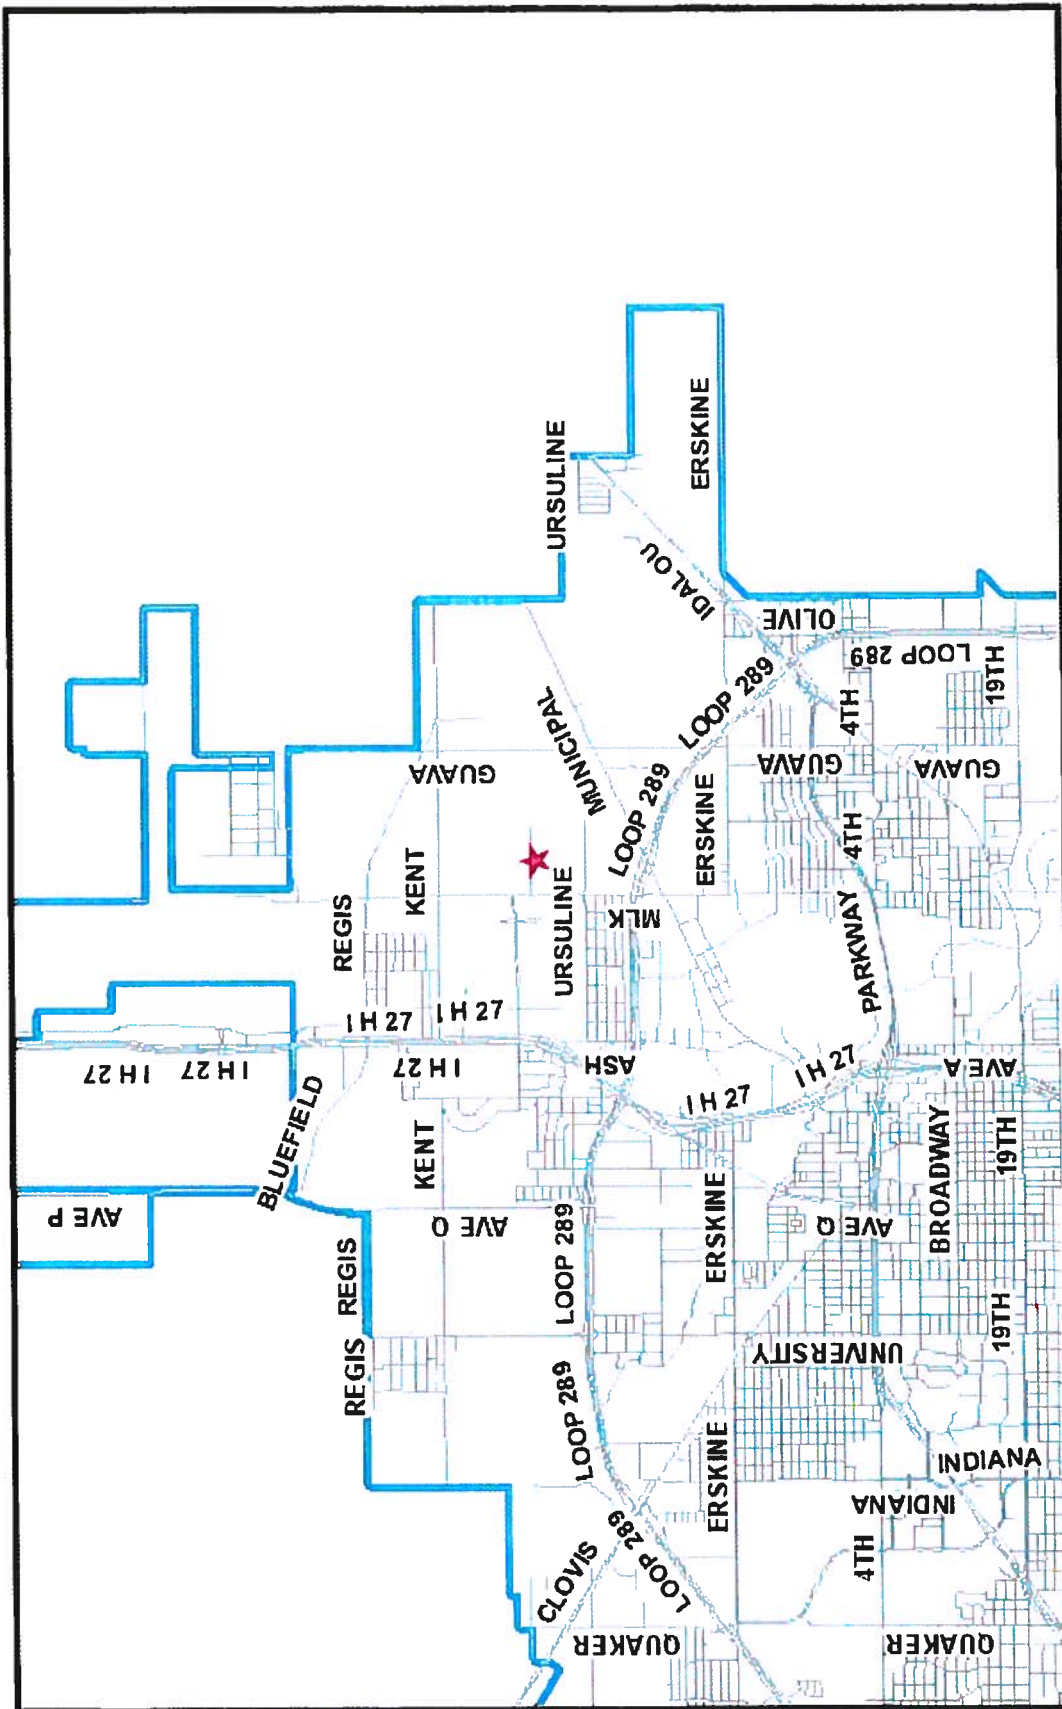 URSULINE
ERSKINE
IDALOU
OLIVE
LOOP 289
LOOP 289
19TH
4TH
MUNICIPAL
GUAVA
GUAVA
GUAVA
LOOP 289
ERSKINE
4TH
KENT
REGIS
URSULINE
MLK
PARKWAY
I H 27
I H 27
I H 27
I H 27
I H 27
ASH
I H 27
I H 27
AVE A
BLUEFIELD
KENT
BROADWAY
19TH
AVE P
AVE Q
LOOP 289
ERSKINE
AVE Q
REGIS
REGIS
19TH
UNIVERSITY
LOOP 289
ERSKINE
INDIANA
INDIANA
CLOVIS
LOOP 289
LOOP 289
4TH
QUAKER
QUAKER